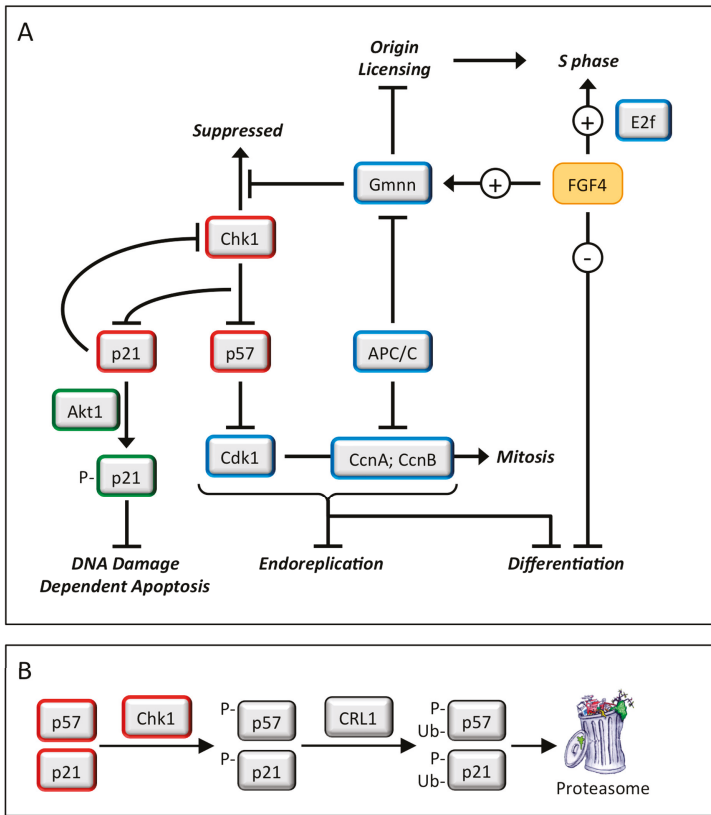 A
Origin
Licensing
S phase
+
E2f
Suppressed
Gmnn
+
FGF4
Chk1
-
p21
p57
APC/C
Akt1
Cdk1
CcnA; CcnB
Mitosis
P-
p21
DNA Damage
Dependent Apoptosis
Endoreplication
Differentiation
B
p57
Chk1
P-
p57
CRL1
P-
Ub-
p57
p21
P-
p21
P-
Ub-
p21
Proteasome